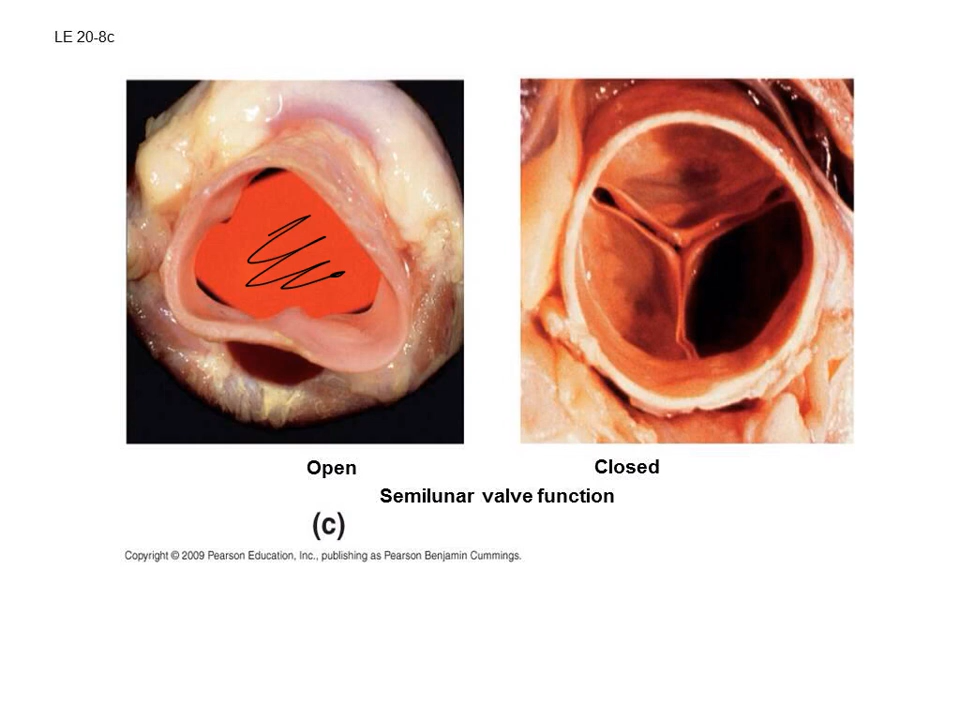 LE 20-8c
Open
Closed
Semilunar valve function
(c)
Copyright © 2009 Pearson Education, Inc., publishing as Pearson Benjamin Cummings.